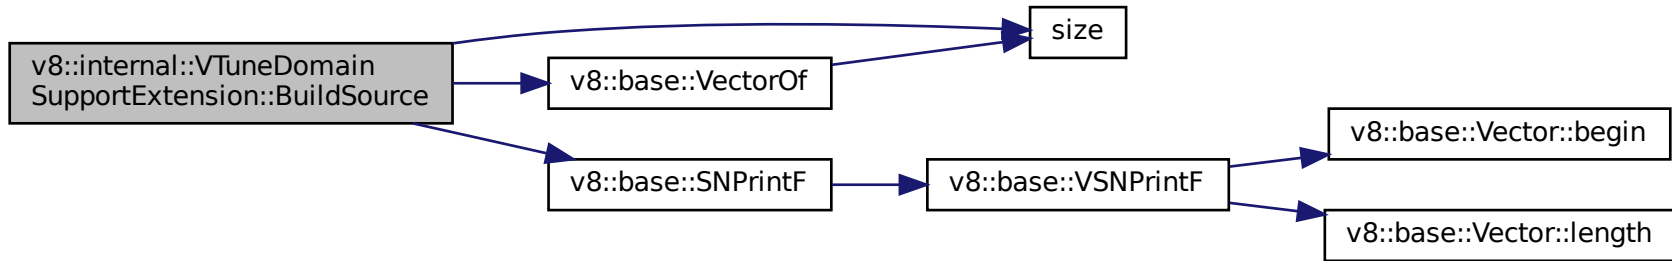 v8::internal::VTuneDomain
SupportExtension::BuildSource
size
v8::base::VectorOf
v8::base::SNPrintF
v8::base::VSNPrintF
v8::base::Vector::begin
v8::base::Vector::length